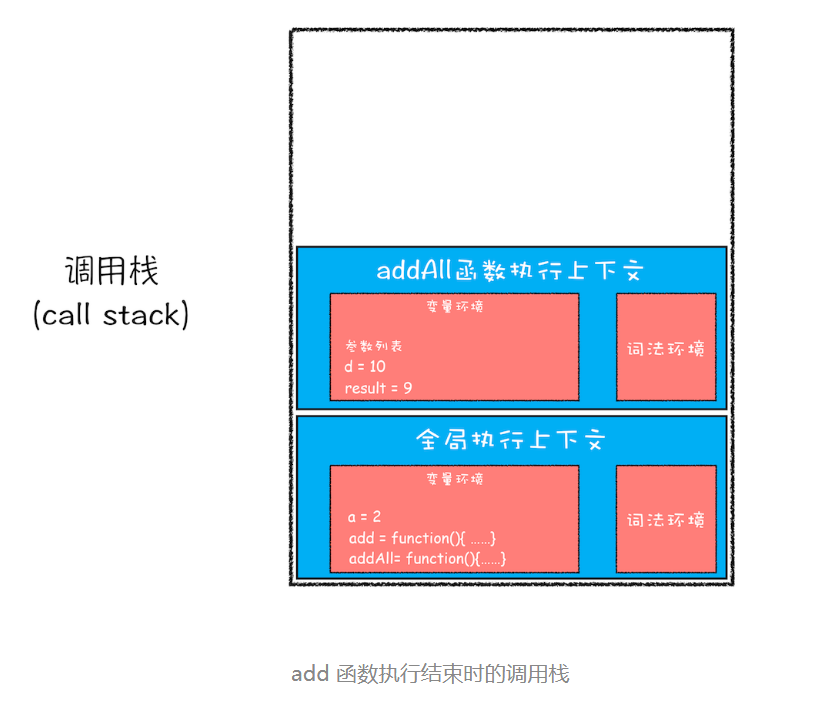 调用栈
(call stack)
addAll函数执行上下文
变量环境
参数列表
d = 10
result = 9
词法环境
全局执行上下文
变量环境
a = 2
add = function(){ ......}
addAll= function(){......}
词法环境
add 函数执行结束时的调用栈